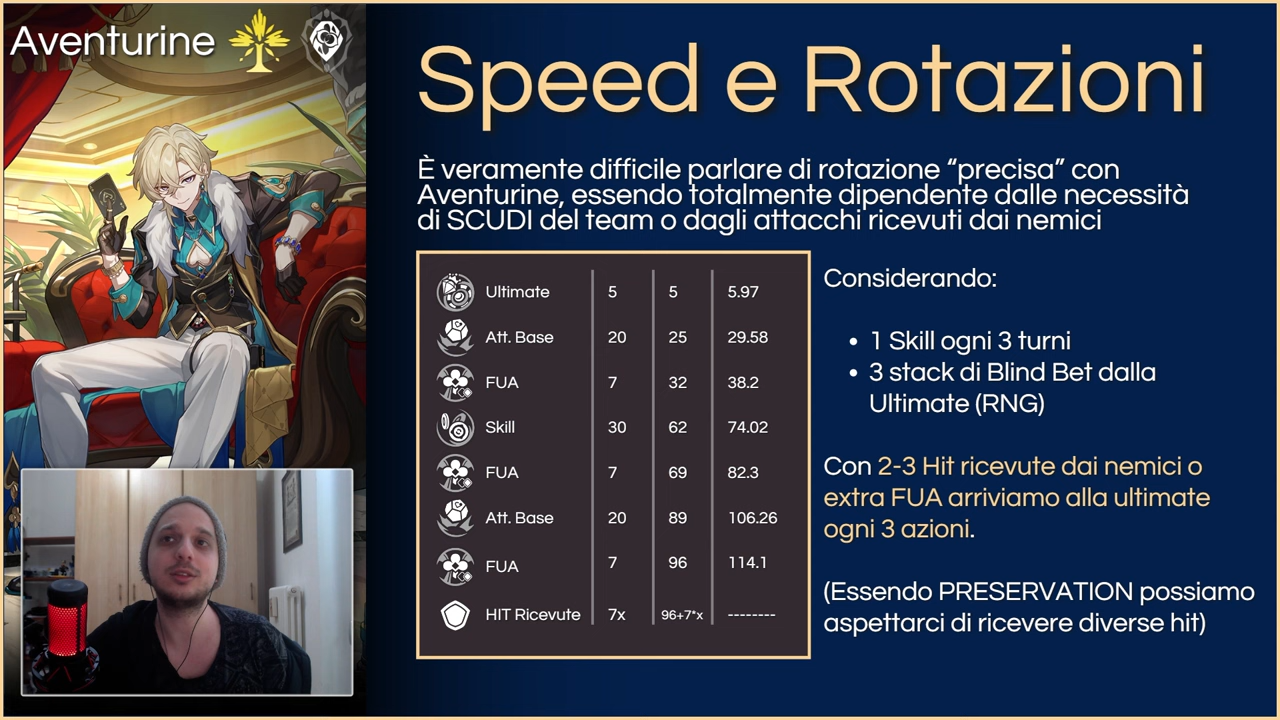 Aventurine
Speed e Rotazioni
È veramente difficile parlare di rotazione “precisa” con
Aventurine, essendo totalmente dipendente dalle necessità
di SCUDI del team o dagli attacchi ricevuti dai nemici
Ultimate 5 5 5.97
Att. Base 20 25 29.58
FUA 7 32 38.2
Skill 30 62 74.02
FUA 7 69 82.3
Att. Base 20 89 106.26
FUA 7 96 114.1
HIT Ricevute 7x 96+7*x --------
Considerando:
• 1 Skill ogni 3 turni
• 3 stack di Blind Bet dalla
Ultimate (RNG)
Con 2-3 Hit ricevute dai nemici o
extra FUA arriviamo alla ultimate
ogni 3 azioni.
(Essendo PRESERVATION possiamo
aspettarci di ricevere diverse hit)